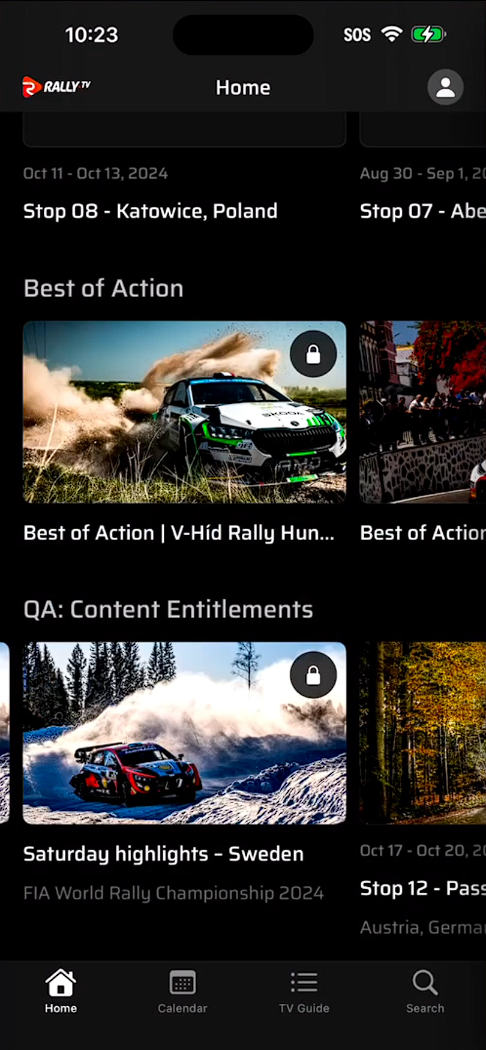 10:23
SOS
RALLY.TV
Home
Oct 11 - Oct 13, 2024
Aug 30 - Sep 1, 20
Stop 08 - Katowice, Poland
Stop 07 - Abe
Best of Action
SKODA
Best of Action | V-Híd Rally Hun...
Best of Action
QA: Content Entitlements
Saturday highlights – Sweden
Oct 17 - Oct 20, 20
FIA World Rally Championship 2024
Stop 12 - Pass
Austria, German
Home
Calendar
TV Guide
Search